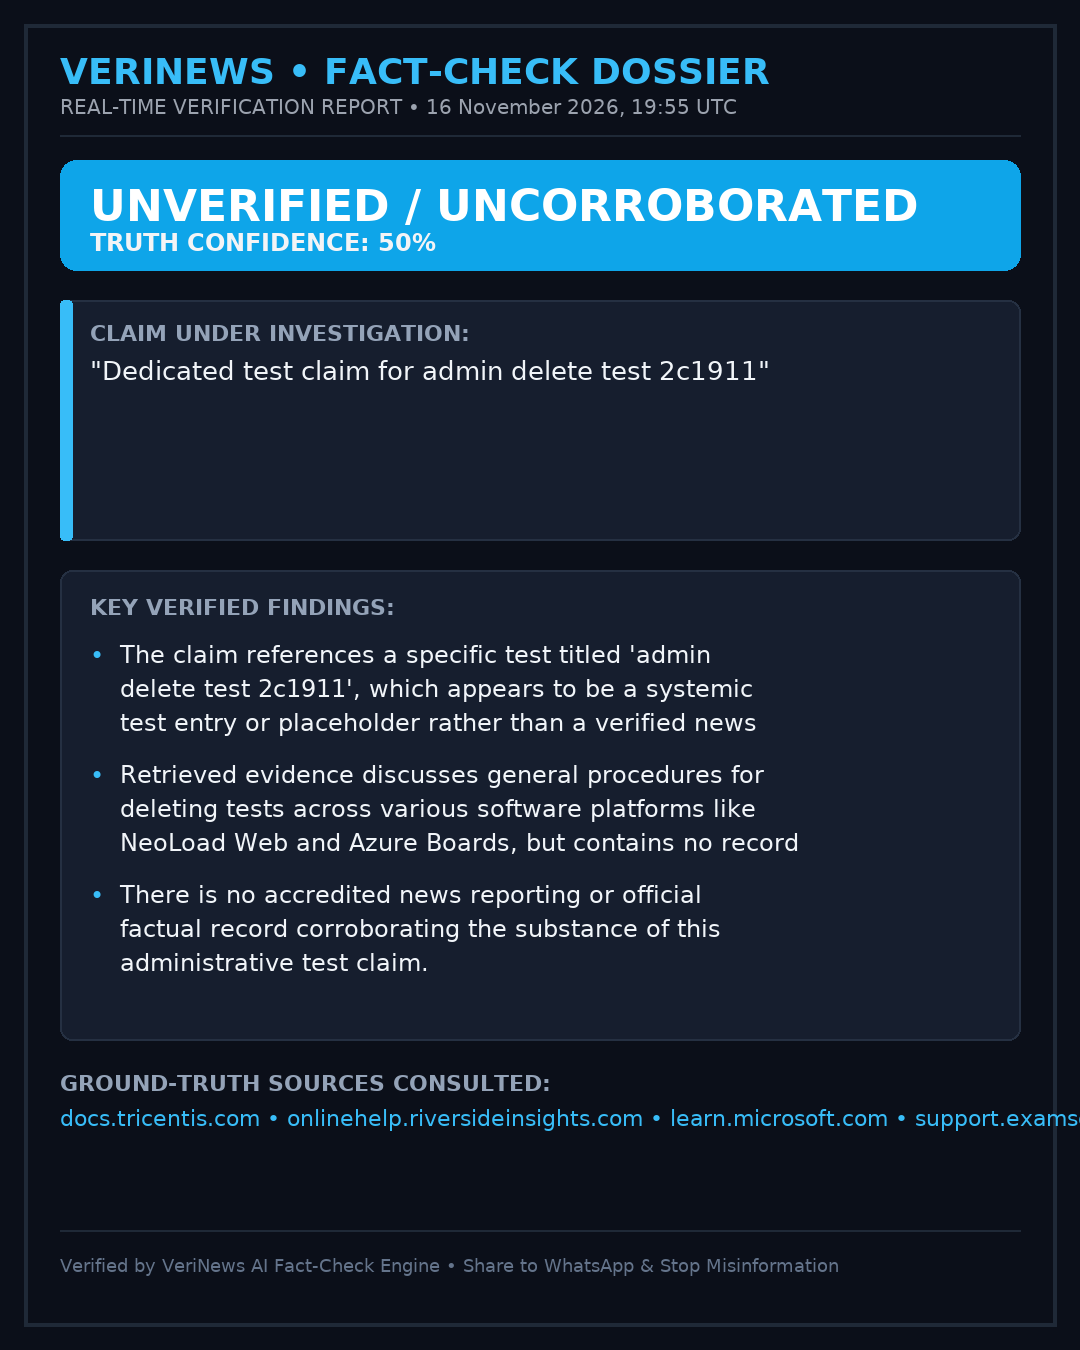 VERINEWS • FACT-CHECK DOSSIER
REAL-TIME VERIFICATION REPORT • 16 November 2026, 19:55 UTC
UNVERIFIED / UNCORROBORATED
TRUTH CONFIDENCE: 50%
CLAIM UNDER INVESTIGATION:
"Dedicated test claim for admin delete test 2c1911"
KEY VERIFIED FINDINGS:
• The claim references a specific test titled 'admin
delete test 2c1911', which appears to be a systemic
test entry or placeholder rather than a verified news
• Retrieved evidence discusses general procedures for
deleting tests across various software platforms like
NeoLoad Web and Azure Boards, but contains no record
• There is no accredited news reporting or official
factual record corroborating the substance of this
administrative test claim.
GROUND-TRUTH SOURCES CONSULTED:
docs.tricentis.com • onlinehelp.riversideinsights.com • learn.microsoft.com • support.exams
Verified by VeriNews AI Fact-Check Engine • Share to WhatsApp & Stop Misinformation